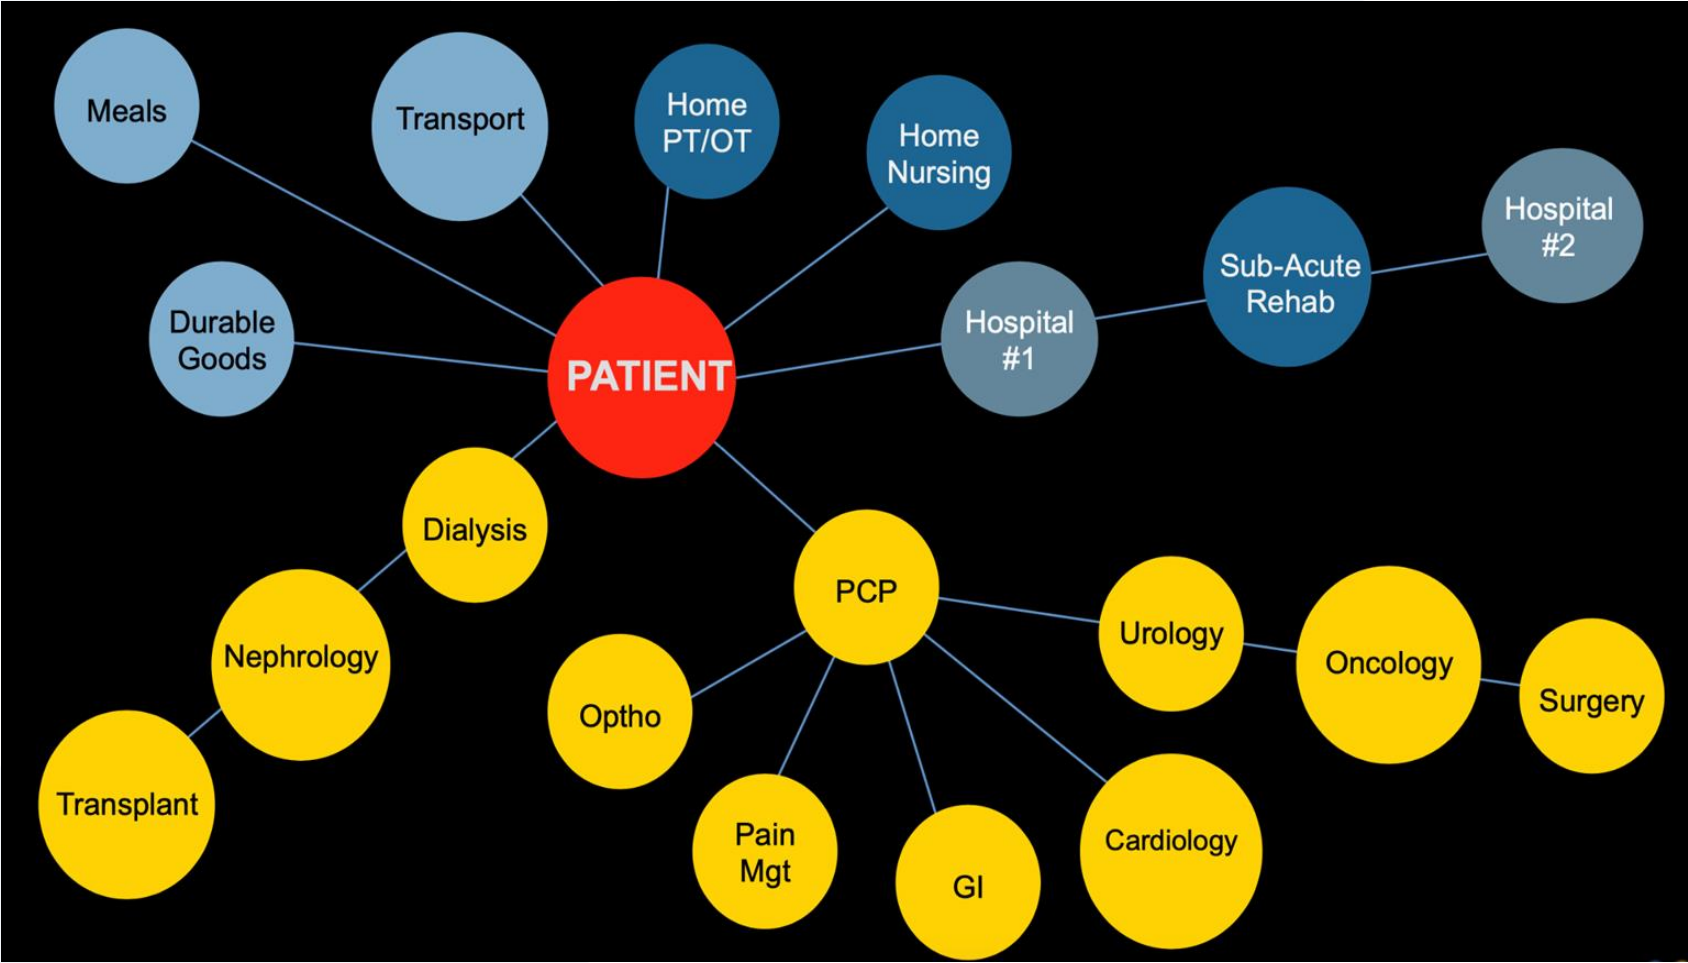 Meals
Transport
Home
PT/OT
Home
Nursing
Hospital
#2
Sub-Acute
Rehab
Durable
Goods
Hospital
#1
PATIENT
Dialysis
PCP
Urology
Nephrology
Oncology
Optho
Surgery
Transplant
Pain
Mgt
Cardiology
GI